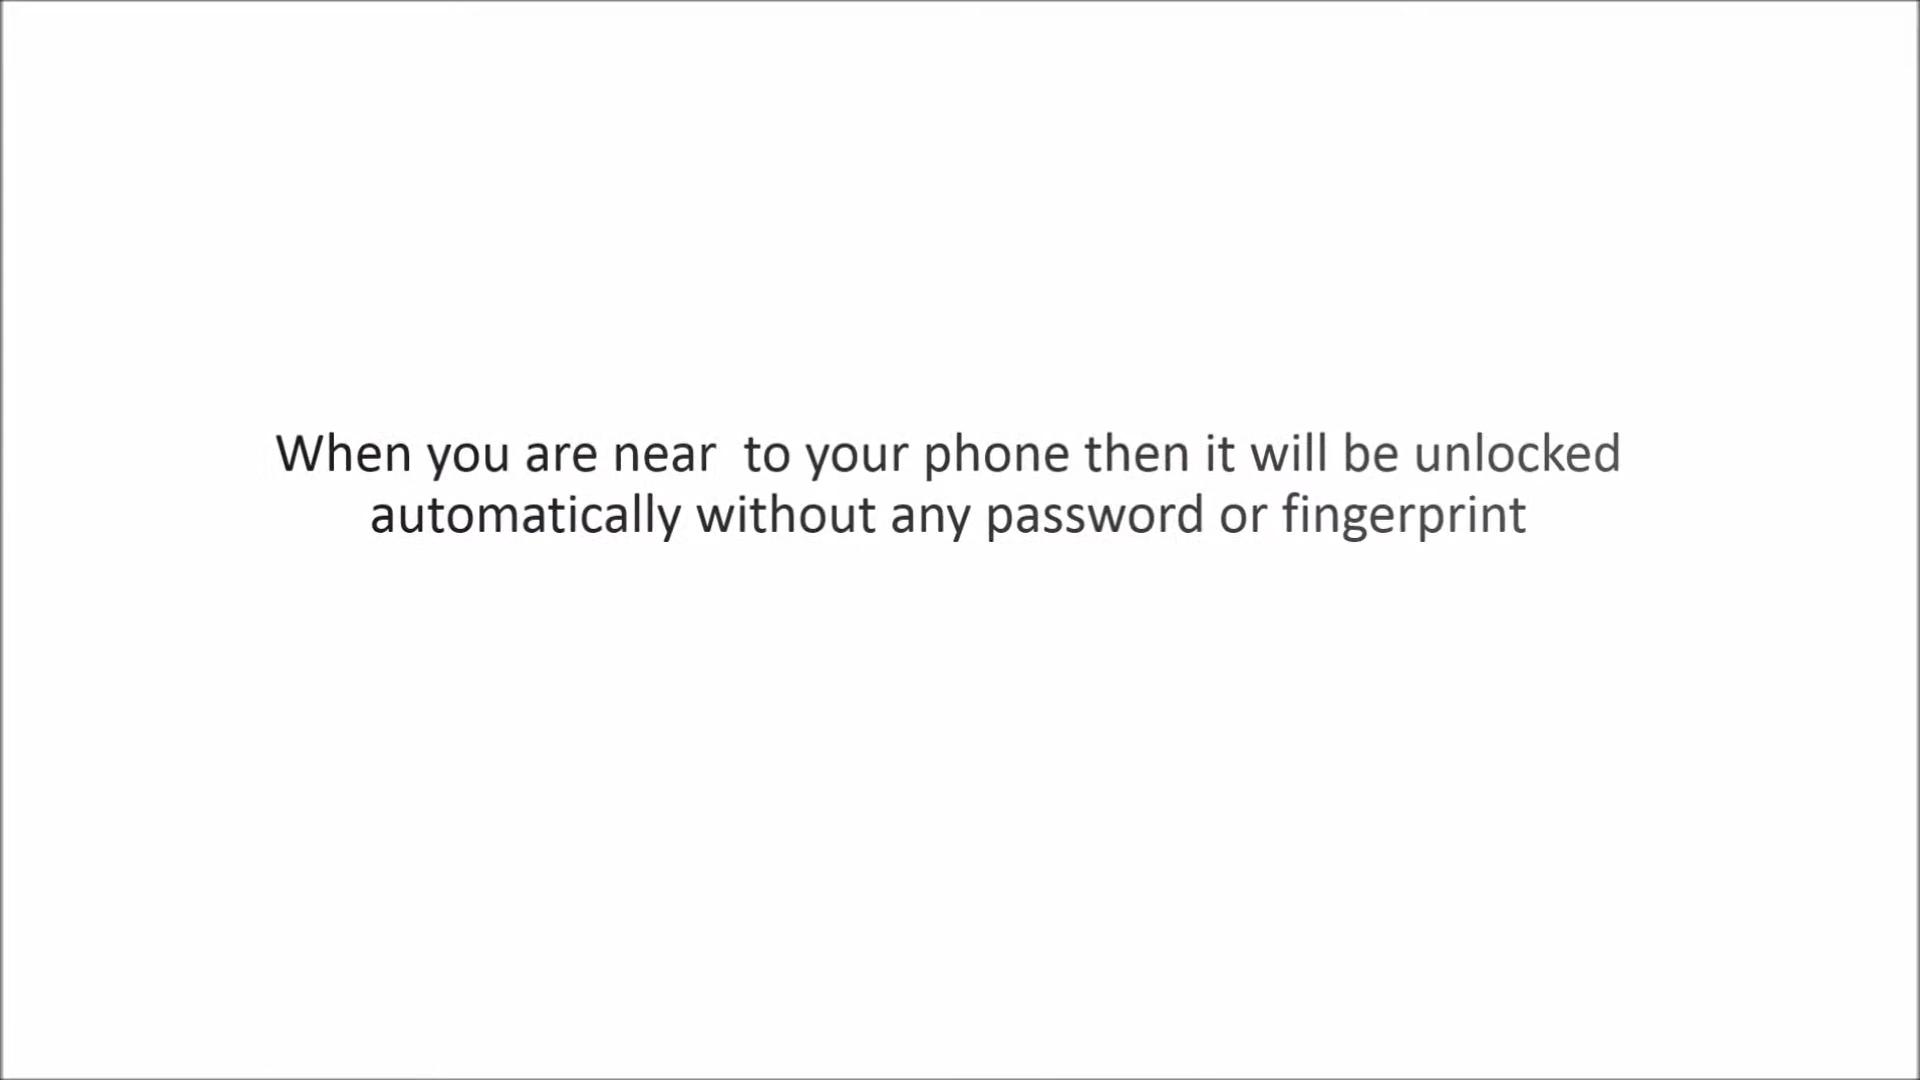 When you are near  to your phone then it will be unlocked
automatically without any password or fingerprint